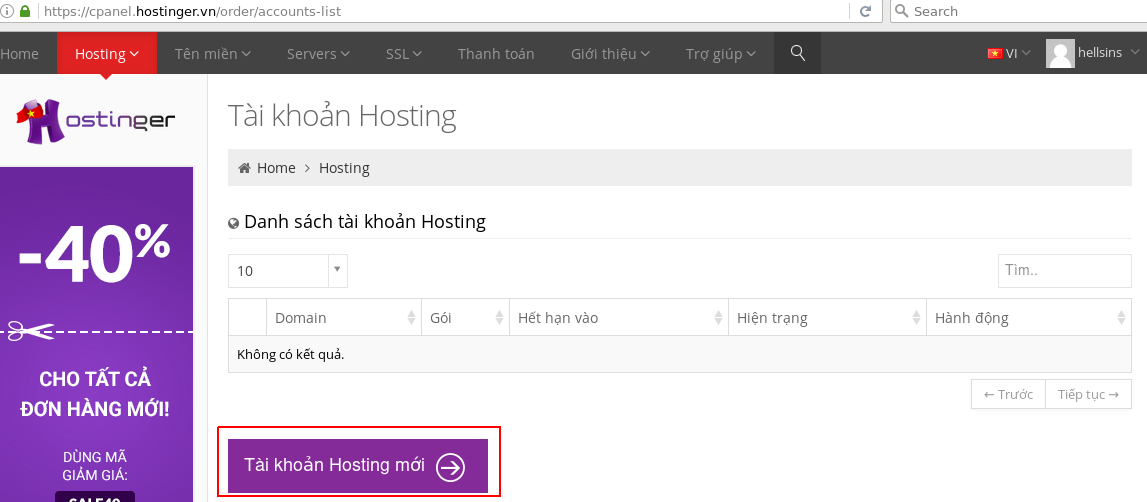 https://cpanel.hostinger.vn/order/accounts-list
Search
Home Hosting Tên miền Servers SSL Thanh toán Giới thiệu Trợ giúp VI hellsins
Hostinger
Tài khoản Hosting
Home > Hosting
Danh sách tài khoản Hosting
10
Tìm..
Domain Gói Hết hạn vào Hiện trạng Hành động
Không có kết quả.
← Trước Tiếp tục →
Tài khoản Hosting mới
-40%
CHO TẤT CẢ
ĐƠN HÀNG MỚI!
DÙNG MÃ
GIẢM GIÁ:
SALE40